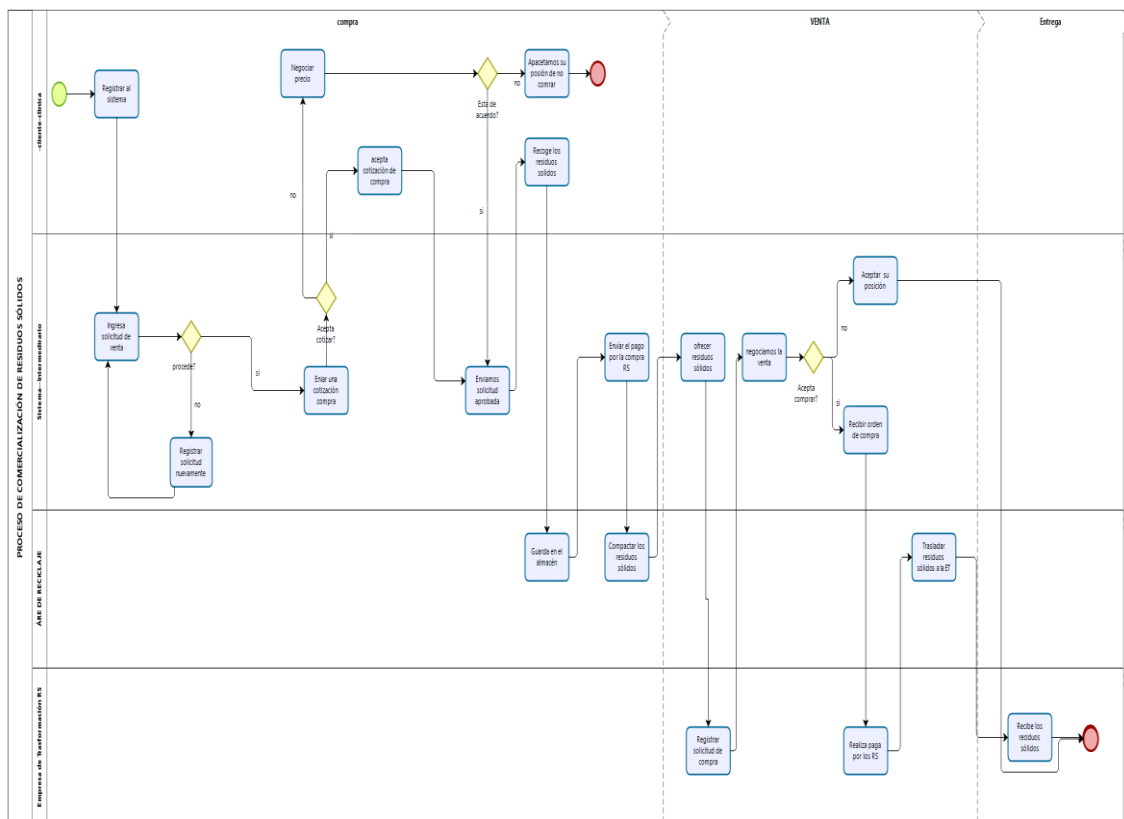 compra
VENTA
Entrega
PROCESO DE COMERCIALIZACIÓN DE RESIDUOS SÓLIDOS
-cliente-clinica
Registrar al
sistema
Negociar
precio
Esta de
acuerdo?
no
Apacetamos su
posión de no
comrar
acepta
cotización de
compra
Recoge los
residuos
solidos
no
si
si
Sistema---Intermedirario
Ingresa
solicitud de
venta
procede?
si
no
Registrar
solicitud
nuevamente
Acepta
cotizar?
Eniar una
cotización
compra
Enviamos
solicitud
aprobada
Enviar el pago
por la compra
RS
ofrecer
residuos
sólidos
negociamos la
venta
Acepta
comprar?
no
si
Aceptar su
posición
Recibir orden
de compra
ÁRE DE RECICLAJE
Guarda en el
almacén
Compactar los
residuos
sólidos
Trasladar
residuos
sólidos a la ET
Empresa de Trasformación RS
Registrar
solicitud de
compra
Realiza paga
por los RS
Recibe los
residuos
sólidos